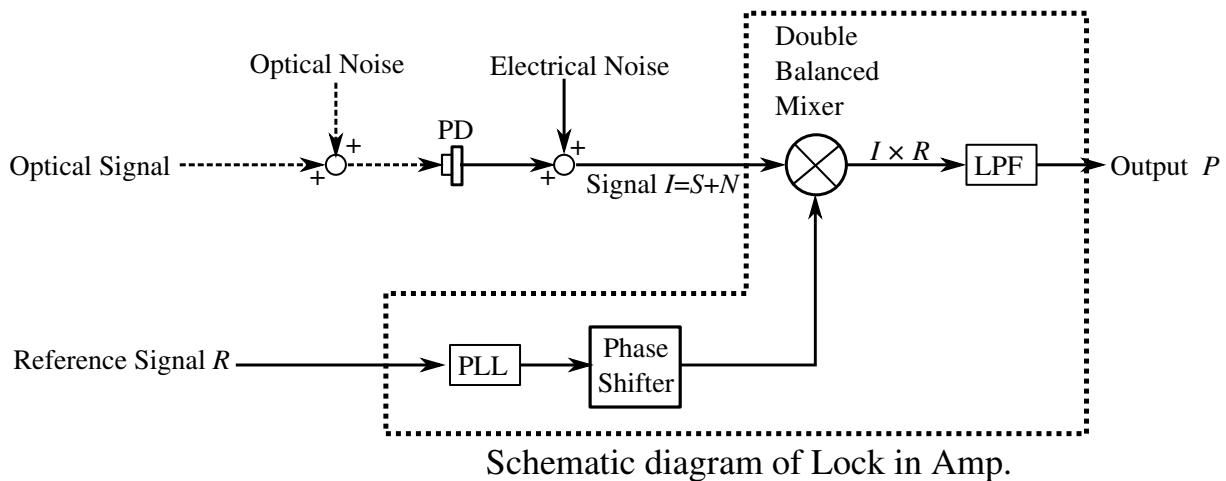 Double
Balanced
Mixer
Optical Noise
Electrical Noise
PD
+
+
+
+
Optical Signal
Signal I=S+N
I × R
LPF
Output P
Reference Signal R
PLL
Phase
Shifter
Schematic diagram of Lock in Amp.